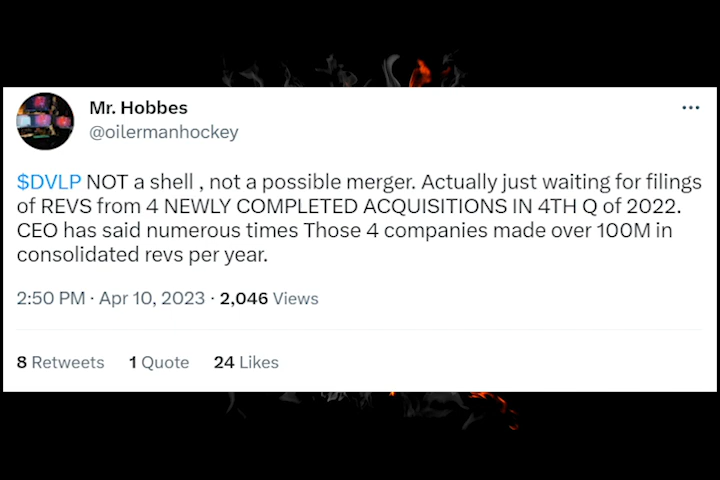 Mr. Hobbes
@oilermanhockey
$DVLP NOT a shell , not a possible merger. Actually just waiting for filings
of REVS from 4 NEWLY COMPLETED ACQUISITIONS IN 4TH Q of 2022.
CEO has said numerous times Those 4 companies made over 100M in
consolidated revs per year.
2:50 PM · Apr 10, 2023 · 2,046 Views
8 Retweets 1 Quote 24 Likes